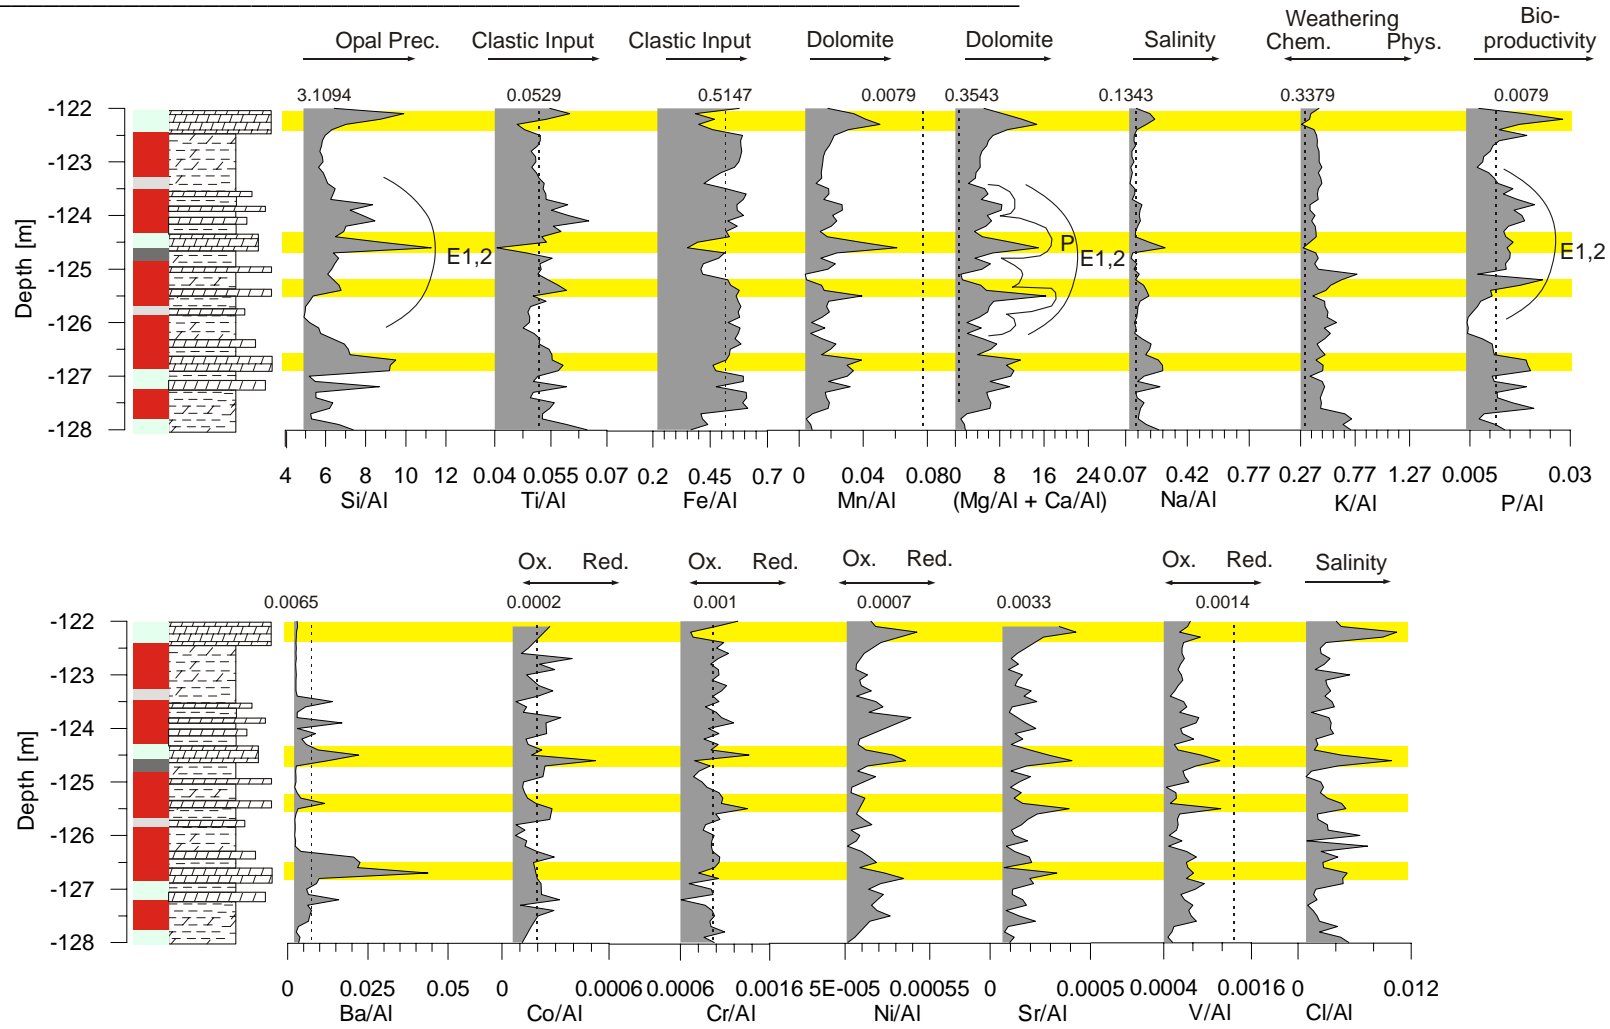 Opal Prec. Clastic Input Clastic Input Dolomite Dolomite Salinity Weathering Chem. Phys. Bio-productivity
3.1094 0.0529 0.5147 0.0079 0.3543 0.1343 0.3379 0.0079
Depth [m]
-122
-123
-124
-125
-126
-127
-128
E1,2 P E1,2 E1,2
4 6 8 10 12 0.04 0.055 0.07 0.2 0.45 0.7 0 0.04 0.08 0 8 16 24 0.07 0.42 0.77 0.27 0.77 1.27 0.005 0.03
Si/Al Ti/Al Fe/Al Mn/Al (Mg/Al + Ca/Al) Na/Al K/Al P/Al
Ox. Red. Ox. Red. Ox. Red. Ox. Red. Salinity
0.0065 0.0002 0.001 0.0007 0.0033 0.0014
Depth [m]
-122
-123
-124
-125
-126
-127
-128
0 0.025 0.05 0 0.0006 0.0006 0.0016 5E-005 0.00055 0 0.0005 0.0004 0.0016 0 0.012
Ba/Al Co/Al Cr/Al Ni/Al Sr/Al V/Al Cl/Al